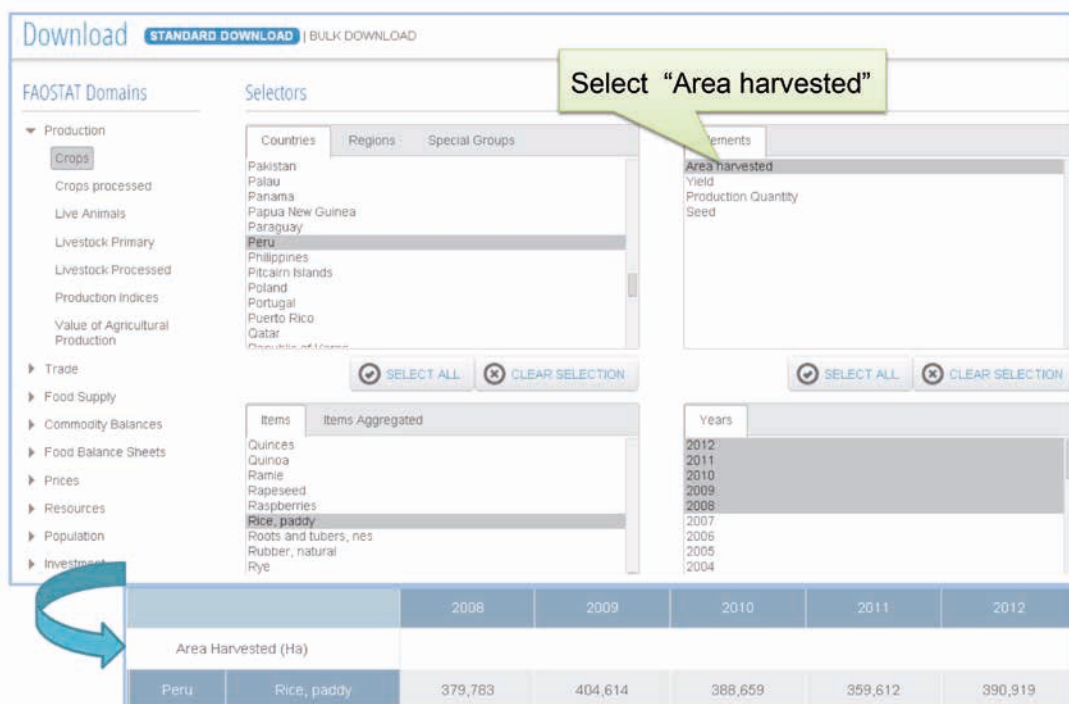 Download STANDARD DOWNLOAD | BULK DOWNLOAD
Select “Area harvested”
FAOSTAT Domains
Production
Crops
Crops processed
Live Animals
Livestock Primary
Livestock Processed
Production Indices
Value of Agricultural
Production
Trade
Food Supply
Commodity Balances
Food Balance Sheets
Prices
Resources
Population
Selectors
Countries Regions Special Groups
Pakistan
Palau
Panama
Papua New Guinea
Paraguay
Peru
Philippines
Pitcairn Islands
Poland
Portugal
Puerto Rico
Qatar
SELECT ALL CLEAR SELECTION
Area harvested
Yield
Production Quantity
Seed
SELECT ALL CLEAR SELECTION
Items Items Aggregated
Quinces
Quinoa
Ramie
Rapeseed
Raspberries
Rice, paddy
Roots and tubers, nes
Rubber, natural
Rye
Years
2012
2011
2010
2009
2008
2007
2006
2005
2004
2008 2009 2010 2011 2012
Area Harvested (Ha)
Peru Rice, paddy 379,783 404,614 388,659 359,612 390,919